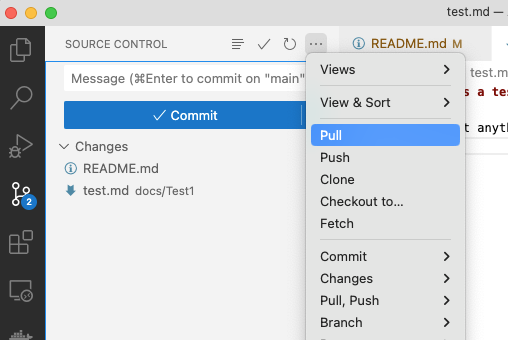 test.md —
SOURCE CONTROL
README.md M
Message (⌘Enter to commit on "main"
Commit
Changes
README.md
test.md docs/Test1
2
Views
View & Sort
Pull
Push
Clone
Checkout to...
Fetch
Commit
Changes
Pull, Push
Branch
test.m
s a tes
t anyth